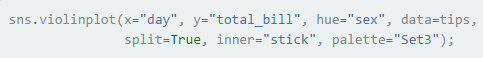 sns.violinplot(x="day", y="total_bill", hue="sex", data=tips,
               split=True, inner="stick", palette="Set3");